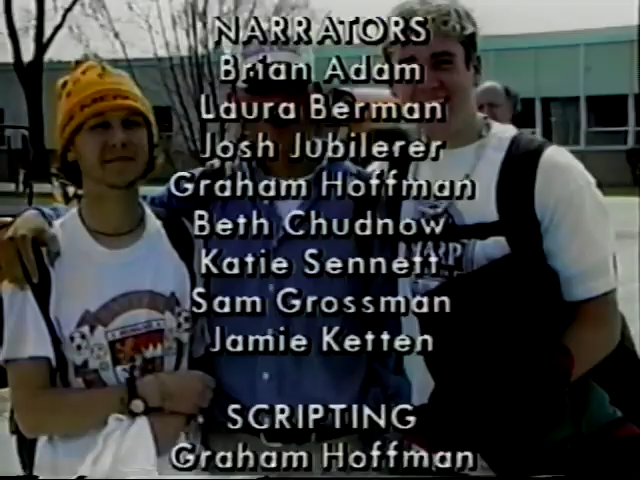 NARRATORS
Brian Adam
Laura Berman
Josh Jubilerer
Graham Hoffman
Beth Chudnow
Katie Sennett
Sam Grossman
Jamie Ketten
SCRIPTING
Graham Hoffman